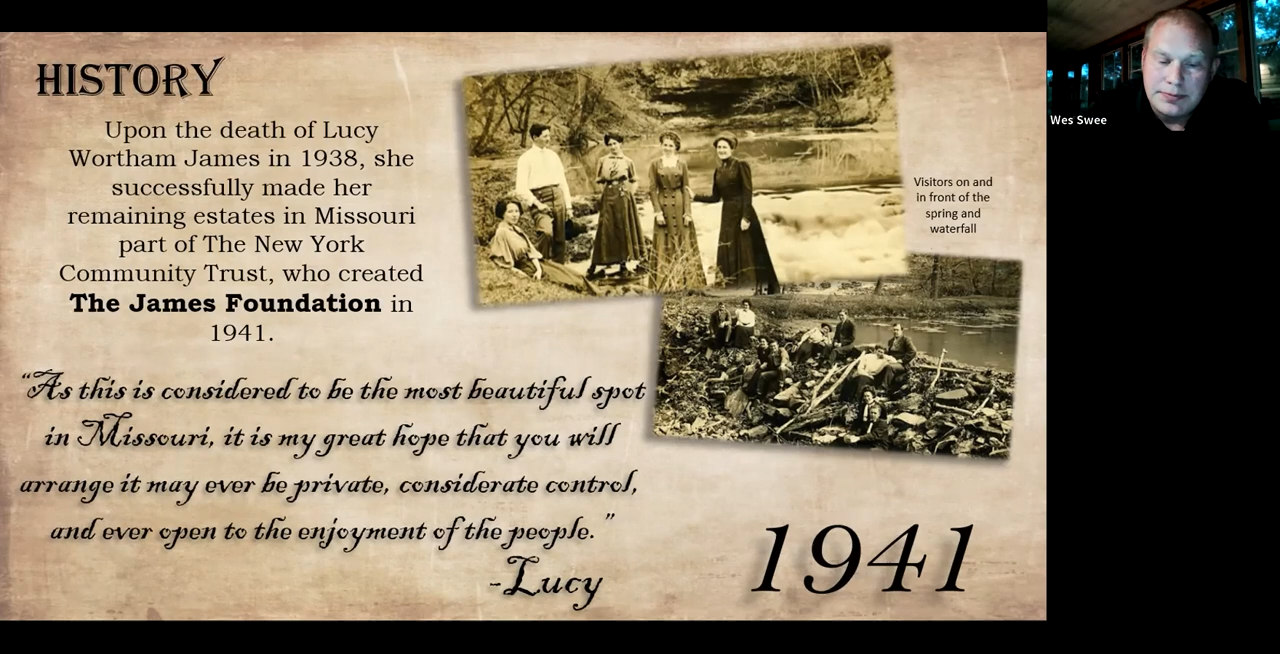 HISTORY
Upon the death of Lucy
Wortham James in 1938, she
successfully made her
remaining estates in Missouri
part of The New York
Community Trust, who created
The James Foundation in
1941.
“As this is considered to be the most beautiful spot
in Missouri, it is my great hope that you will
arrange it may ever be private, considerate control,
and ever open to the enjoyment of the people.”
-Lucy
Visitors on and
in front of the
spring and
waterfall
1941
Wes Swee